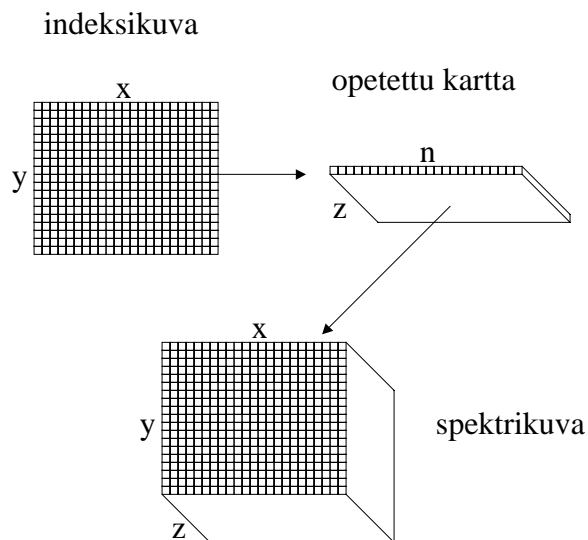 indeksikuva
x
y
opetettu kartta
n
z
x
y
spektrikuva
z